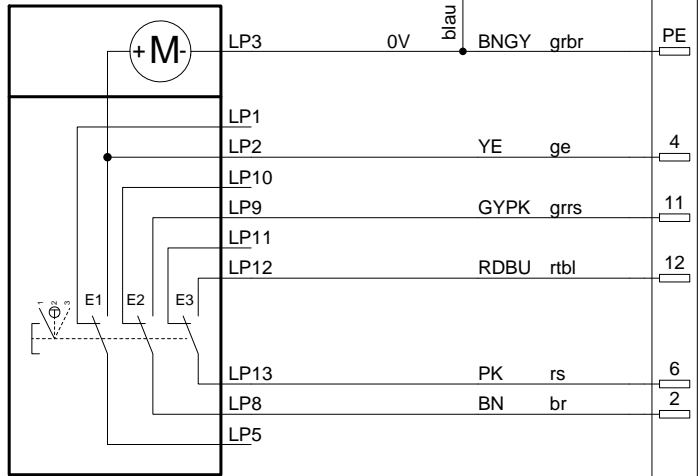 blau
+M- LP3 0V BNGY grbr PE
LP1
LP2 YE ge 4
LP10
LP9 GYPK grrs 11
LP11
LP12 RDBU rtbl 12
1 2 3 E1 E2 E3
LP13 PK rs 6
LP8 BN br 2
LP5